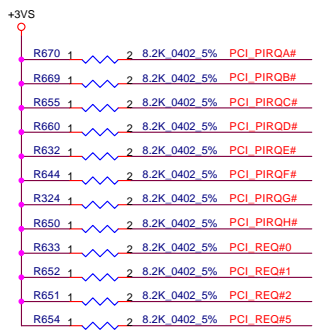 +3VS
R670 1 2 8.2K_0402_5% PCI_PIRQA#
R669 1 2 8.2K_0402_5% PCI_PIRQB#
R655 1 2 8.2K_0402_5% PCI_PIRQC#
R660 1 2 8.2K_0402_5% PCI_PIRQD#
R632 1 2 8.2K_0402_5% PCI_PIRQE#
R644 1 2 8.2K_0402_5% PCI_PIRQF#
R324 1 2 8.2K_0402_5% PCI_PIRQG#
R650 1 2 8.2K_0402_5% PCI_PIRQH#
R633 1 2 8.2K_0402_5% PCI_REQ#0
R652 1 2 8.2K_0402_5% PCI_REQ#1
R651 1 2 8.2K_0402_5% PCI_REQ#2
R654 1 2 8.2K_0402_5% PCI_REQ#5